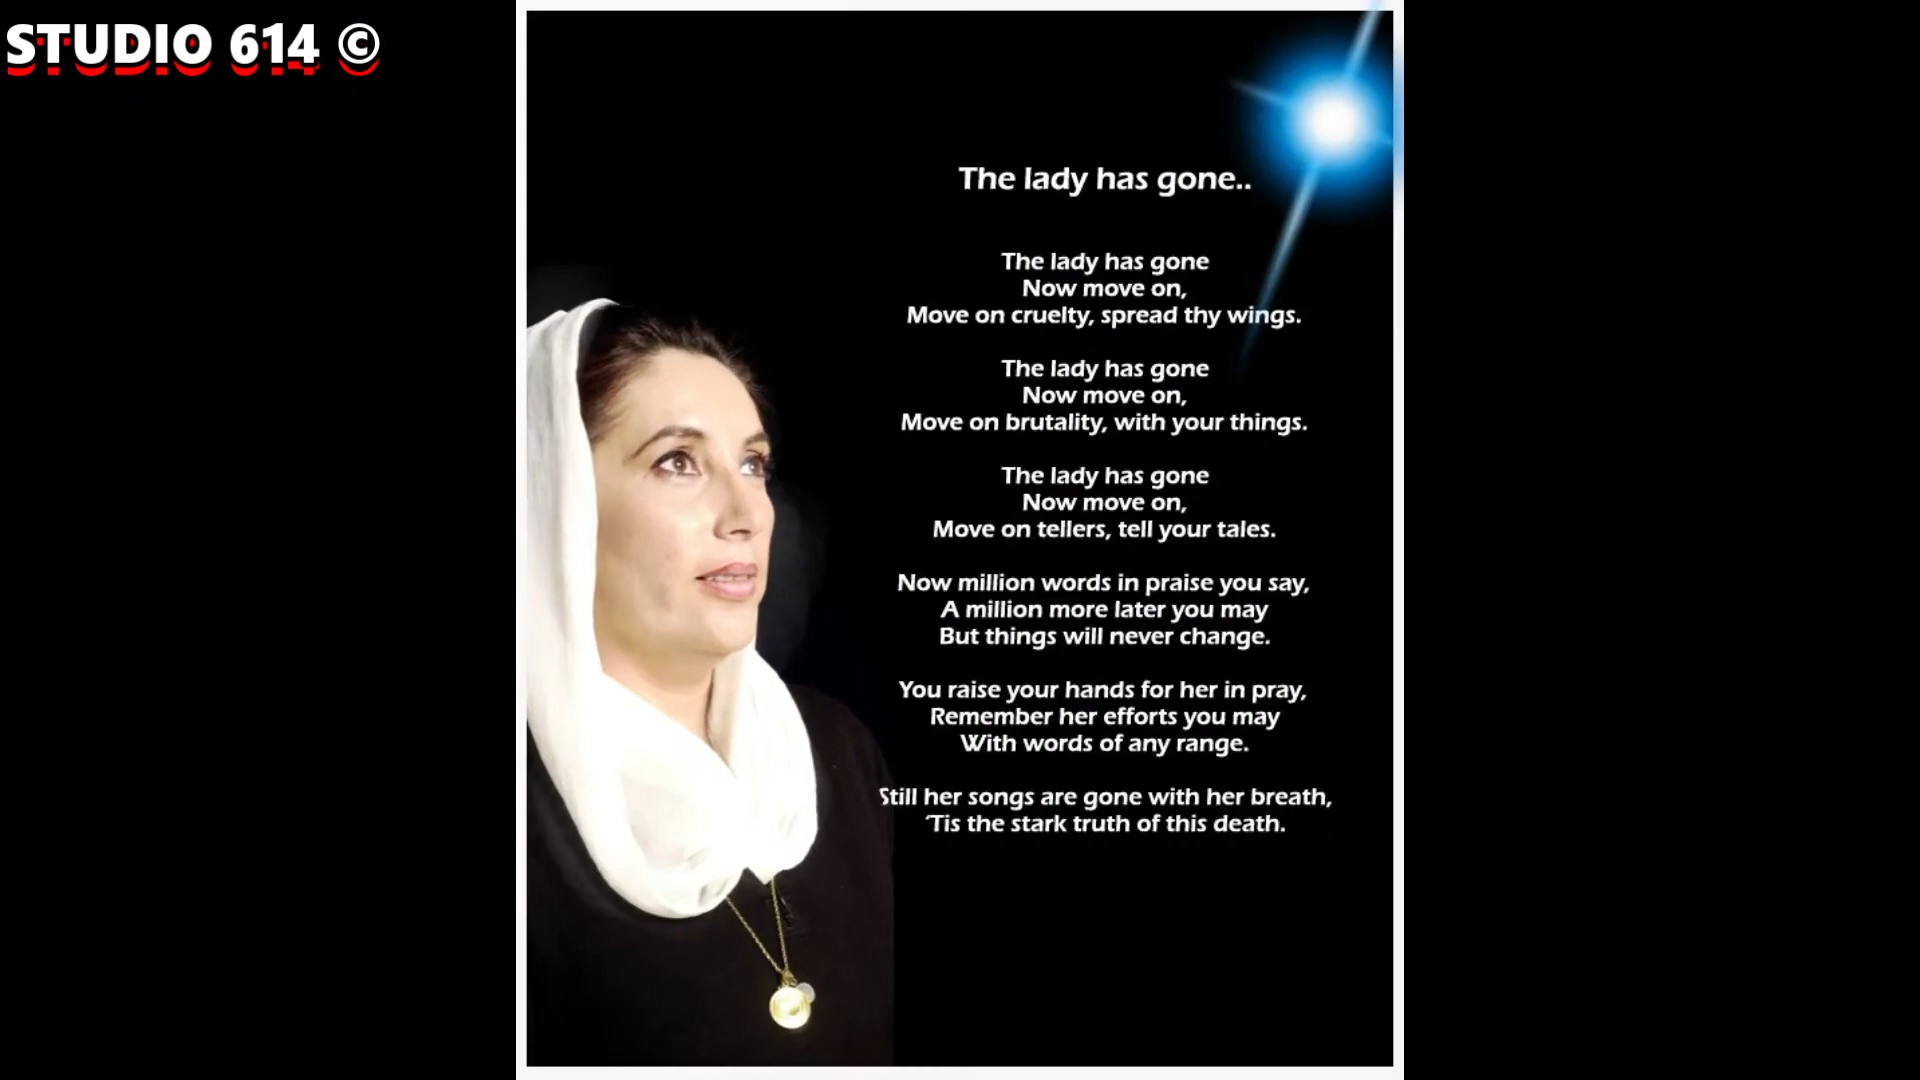 STUDIO 614 ©
The lady has gone..
The lady has gone
Now move on,
Move on cruelty, spread thy wings.
The lady has gone
Now move on,
Move on brutality, with your things.
The lady has gone
Now move on,
Move on tellers, tell your tales.
Now million words in praise you say,
A million more later you may
But things will never change.
You raise your hands for her in pray,
Remember her efforts you may
With words of any range.
Still her songs are gone with her breath,
‘Tis the stark truth of this death.